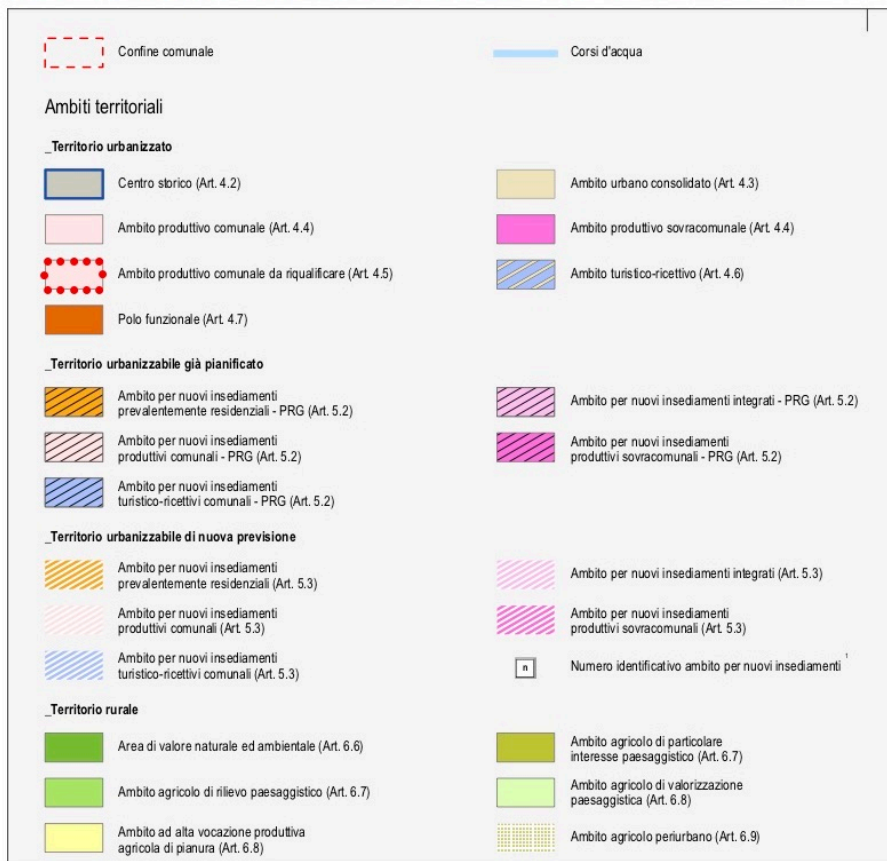 Confine comunale
Corsi d'acqua
Ambiti territoriali
_Territorio urbanizzato
Centro storico (Art. 4.2)
Ambito urbano consolidato (Art. 4.3)
Ambito produttivo comunale (Art. 4.4)
Ambito produttivo sovracomunale (Art. 4.4)
Ambito produttivo comunale da riqualificare (Art. 4.5)
Ambito turistico-ricettivo (Art. 4.6)
Polo funzionale (Art. 4.7)
_Territorio urbanizzabile già pianificato
Ambito per nuovi insediamenti
prevalentemente residenziali - PRG (Art. 5.2)
Ambito per nuovi insediamenti integrati - PRG (Art. 5.2)
Ambito per nuovi insediamenti
produttivi comunali - PRG (Art. 5.2)
Ambito per nuovi insediamenti
produttivi sovracomunali - PRG (Art. 5.2)
Ambito per nuovi insediamenti
turistico-ricettivi comunali - PRG (Art. 5.2)
_Territorio urbanizzabile di nuova previsione
Ambito per nuovi insediamenti
prevalentemente residenziali (Art. 5.3)
Ambito per nuovi insediamenti integrati (Art. 5.3)
Ambito per nuovi insediamenti
produttivi comunali (Art. 5.3)
Ambito per nuovi insediamenti
produttivi sovracomunali (Art. 5.3)
Ambito per nuovi insediamenti
turistico-ricettivi comunali (Art. 5.3)
n
Numero identificativo ambito per nuovi insediamenti ¹
_Territorio rurale
Area di valore naturale ed ambientale (Art. 6.6)
Ambito agricolo di particolare
interesse paesaggistico (Art. 6.7)
Ambito agricolo di rilievo paesaggistico (Art. 6.7)
Ambito agricolo di valorizzazione
paesaggistica (Art. 6.8)
Ambito ad alta vocazione produttiva
agricola di pianura (Art. 6.8)
Ambito agricolo periurbano (Art. 6.9)